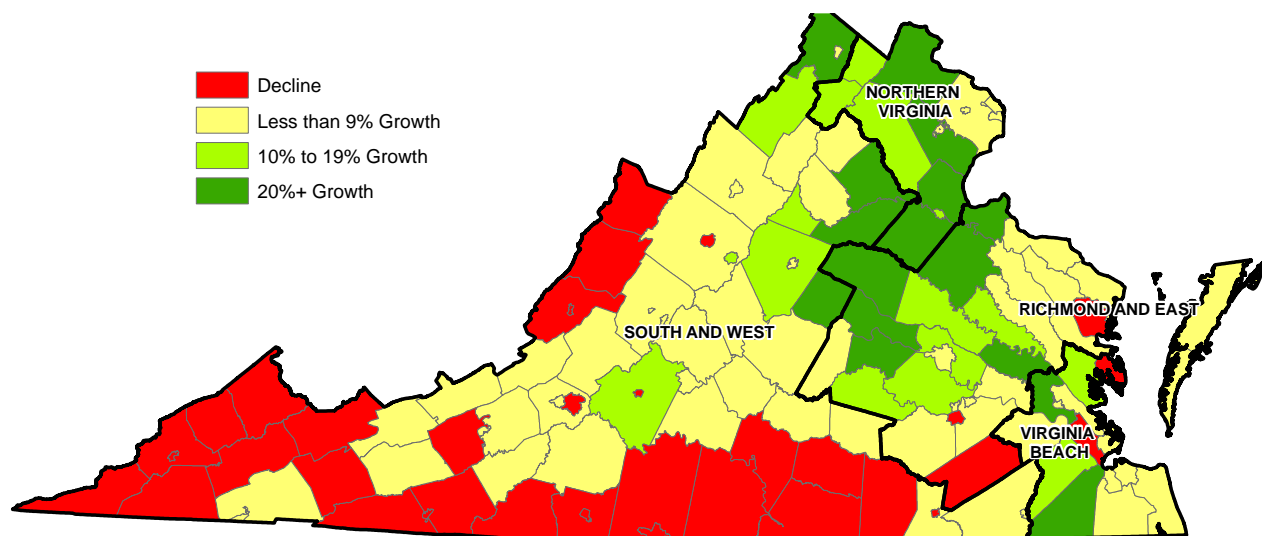 Decline
Less than 9% Growth
10% to 19% Growth
20%+ Growth
NORTHERN
VIRGINIA
RICHMOND AND EAST
SOUTH AND WEST
VIRGINIA
BEACH